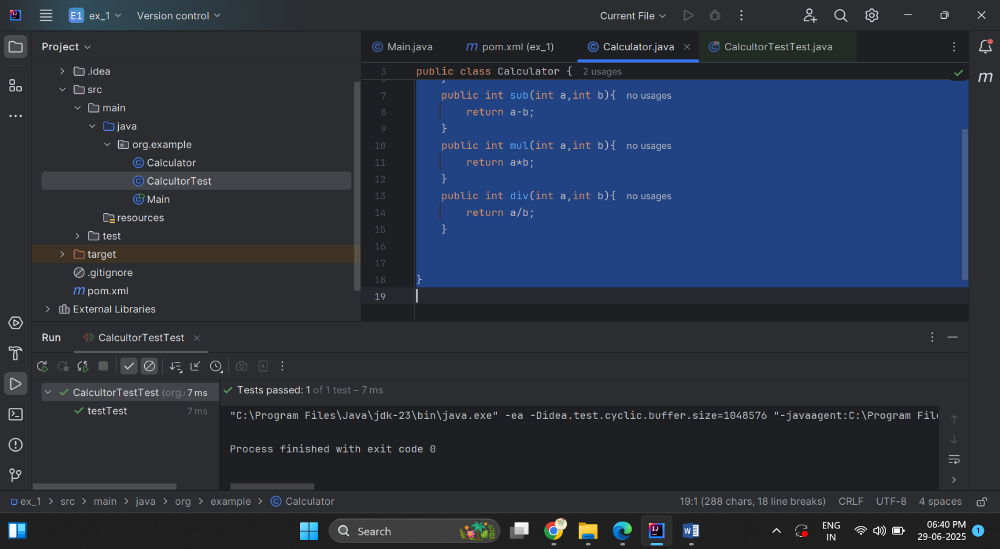 E1 ex_1 Version control Current File
Project
Main.java
m pom.xml (ex_1)
Calculator.java
CalcultorTestTest.java
.idea
src
main
java
org.example
Calculator
CalcultorTest
Main
resources
test
target
.gitignore
m pom.xml
External Libraries
3 public class Calculator { 2 usages
7 public int sub(int a,int b){ no usages
8 return a-b;
9 }
10 public int mul(int a,int b){ no usages
11 return a*b;
12 }
13 public int div(int a,int b){ no usages
14 return a/b;
15 }
16
17
18 }
19
m
Run CalcultorTestTest
CalcultorTestTest (org. 7 ms
testTest 7 ms
Tests passed: 1 of 1 test – 7 ms
"C:\Program Files\Java\jdk-23\bin\java.exe" -ea -Didea.test.cyclic.buffer.size=1048576 "-javaagent:C:\Program File
Process finished with exit code 0
ex_1 > src > main > java > org > example > Calculator
19:1 (288 chars, 18 line breaks) CRLF UTF-8 4 spaces
Search
ENG
IN
06:40 PM
29-06-2025
1